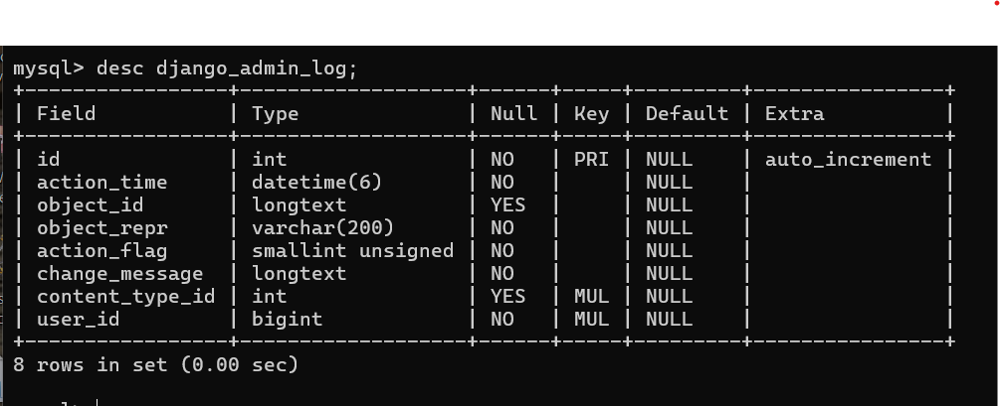 mysql> desc django_admin_log;
+-----------------+-------------------+------+-----+---------+----------------+
| Field           | Type              | Null | Key | Default | Extra          |
+-----------------+-------------------+------+-----+---------+----------------+
| id              | int               | NO   | PRI | NULL    | auto_increment |
| action_time     | datetime(6)       | NO   |     | NULL    |                |
| object_id       | longtext          | YES  |     | NULL    |                |
| object_repr     | varchar(200)      | NO   |     | NULL    |                |
| action_flag     | smallint unsigned | NO   |     | NULL    |                |
| change_message  | longtext          | NO   |     | NULL    |                |
| content_type_id | int               | YES  | MUL | NULL    |                |
| user_id         | bigint            | NO   | MUL | NULL    |                |
+-----------------+-------------------+------+-----+---------+----------------+
8 rows in set (0.00 sec)